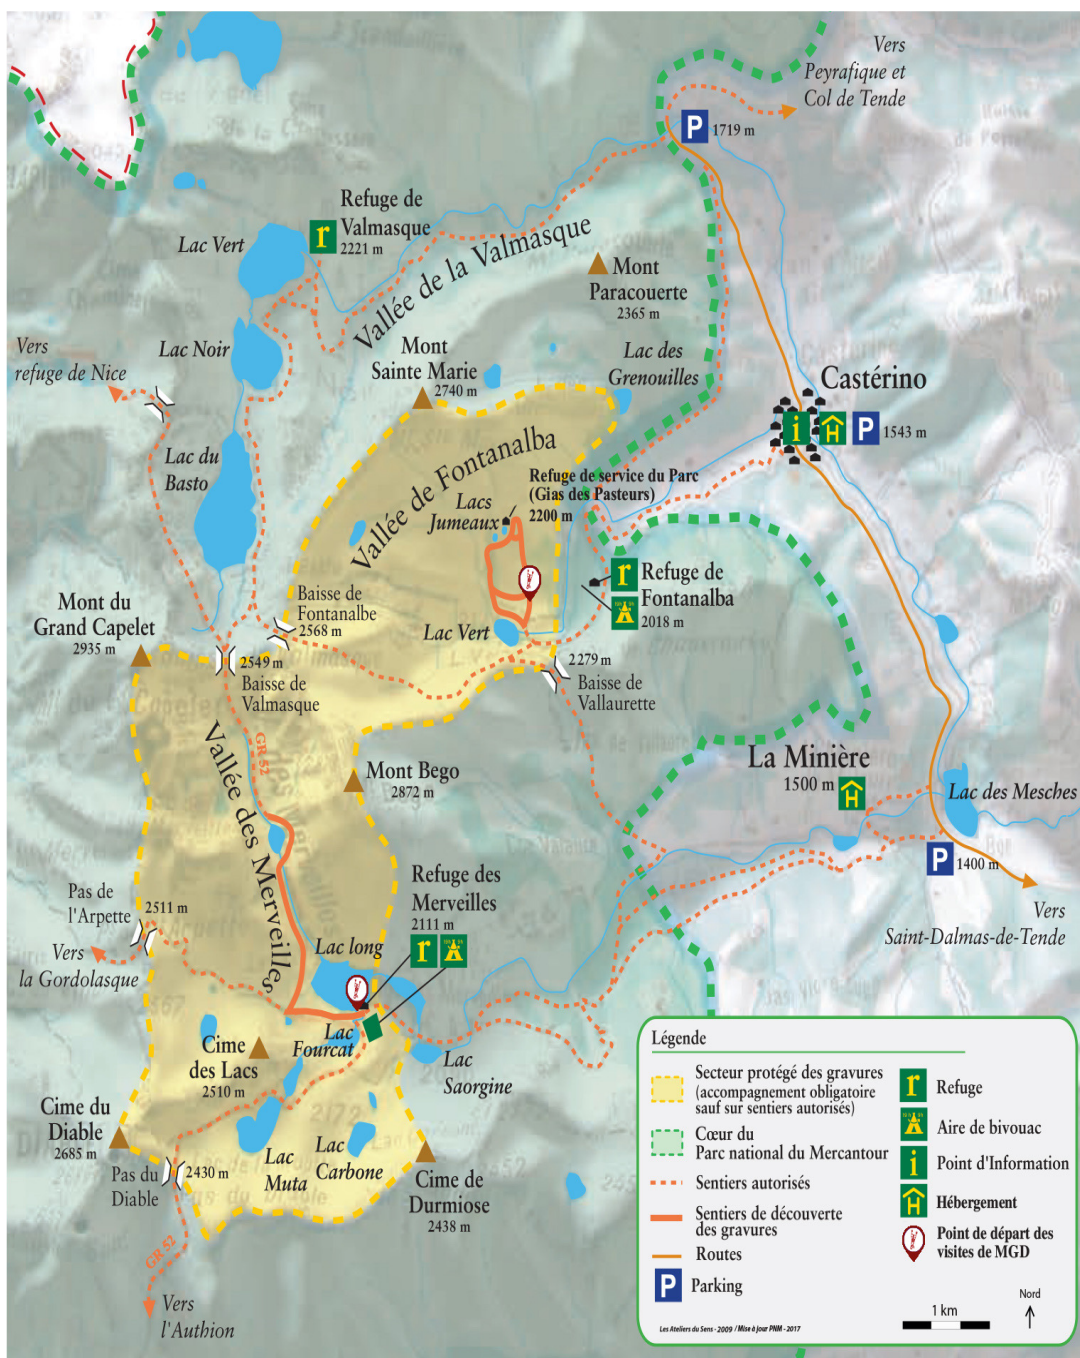 Vers
Peyrafique et
Col de Tende
P
1719 m
Refuge de
Valmasque
2221 m
r
Lac Vert
Vallée de la Valmasque
Mont
Paracouerte
2365 m
Vers
refuge de Nice
Lac Noir
Mont
Sainte Marie
2740 m
Lac des
Grenouilles
Castérino
i
H
P
1543 m
Lac du
Basto
Vallée de Fontanalba
Refuge de service du Parc
(Gias des Pasteurs)
2200 m
Lacs
Jumeaux
r
Refuge de
Fontanalba
2018 m
Mont du
Grand Capelet
2935 m
Baisse de
Fontanalbe
2568 m
Lac Vert
2549 m
Baisse de
Valmasque
2279 m
Baisse de
Vallaurette
GR 52
Vallée des Merveilles
Mont Bego
2872 m
La Minière
1500 m
H
Lac des Mesches
P
1400 m
Vers
Saint-Dalmas-de-Tende
Pas de
l'Arpette
2511 m
Vers
la Gordolasque
Refuge des
Merveilles
2111 m
r
Lac long
Lac
Fourcat
Lac
Saorgine
Cime
des Lacs
2510 m
Cime du
Diable
2685 m
Pas du
Diable
2430 m
Lac
Muta
Lac
Carbone
Cime de
Durmiose
2438 m
GR 52
Vers
l'Authion
Légende
Secteur protégé des gravures
(accompagnement obligatoire
sauf sur sentiers autorisés)
Cœur du
Parc national du Mercantour
Sentiers autorisés
Sentiers de découverte
des gravures
Routes
P
Parking
r
Refuge
Aire de bivouac
i
Point d'Information
H
Hébergement
Point de départ des
visites de MGD
Nord
1 km
Les Ateliers du Sens - 2009 / Mise à jour PNM - 2017